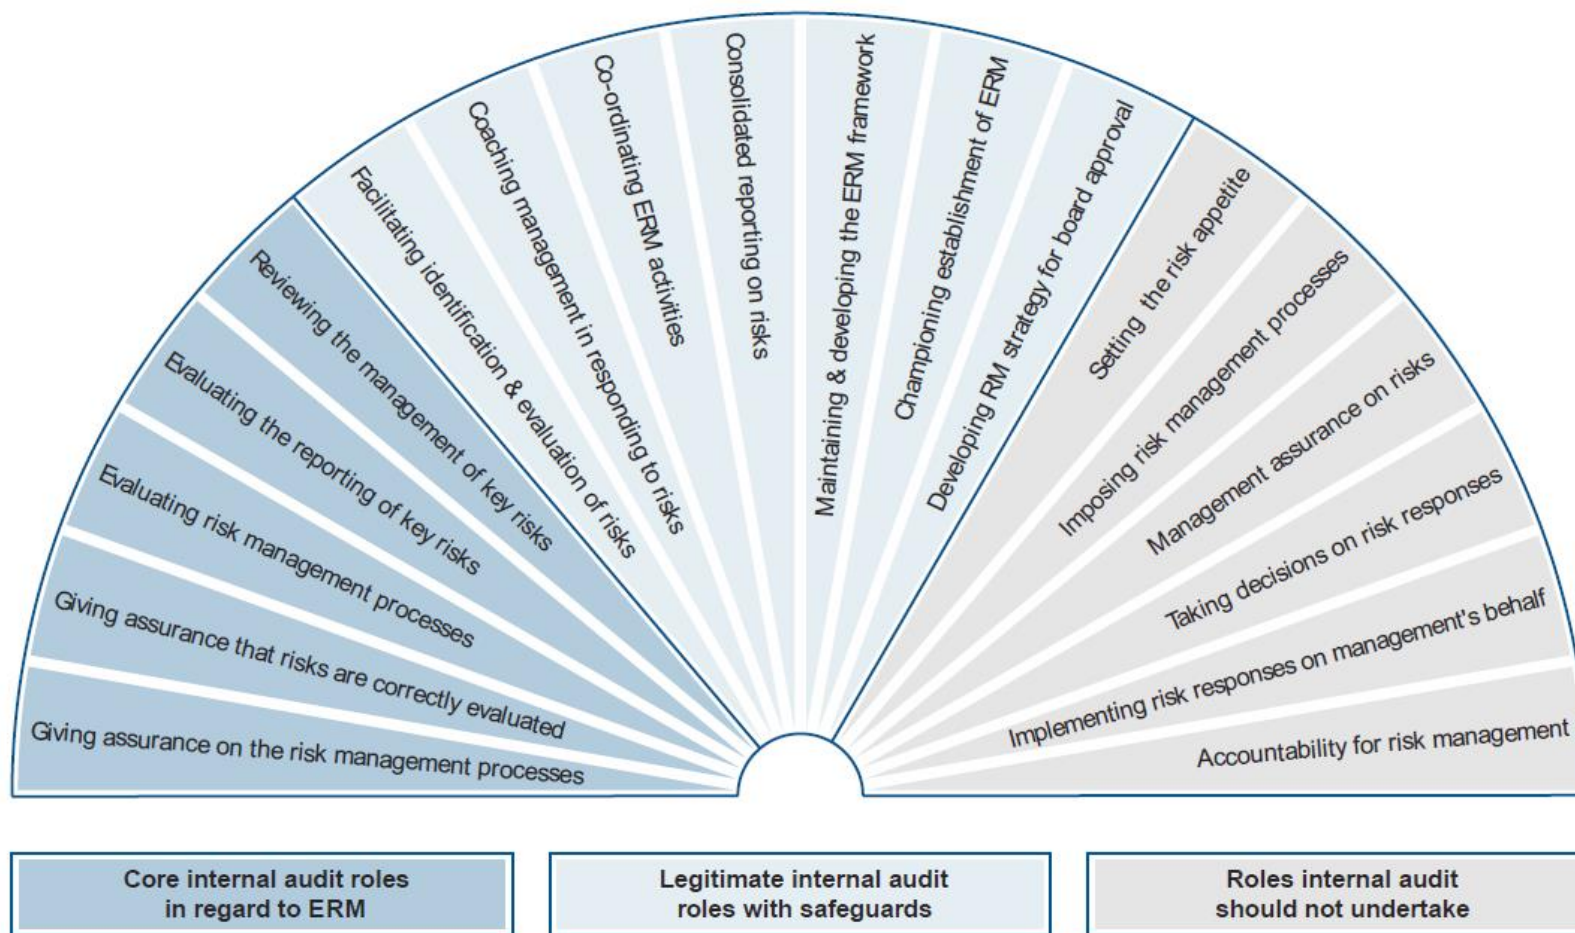 Giving assurance on the risk management processes
Giving assurance that risks are correctly evaluated
Evaluating risk management processes
Evaluating the reporting of key risks
Reviewing the management of key risks
Facilitating identification & evaluation of risks
Coaching management in responding to risks
Co-ordinating ERM activities
Consolidated reporting on risks
Maintaining & developing the ERM framework
Championing establishment of ERM
Developing RM strategy for board approval
Setting the risk appetite
Imposing risk management processes
Management assurance on risks
Taking decisions on risk responses
Implementing risk responses on management's behalf
Accountability for risk management
Core internal audit roles
in regard to ERM
Legitimate internal audit
roles with safeguards
Roles internal audit
should not undertake